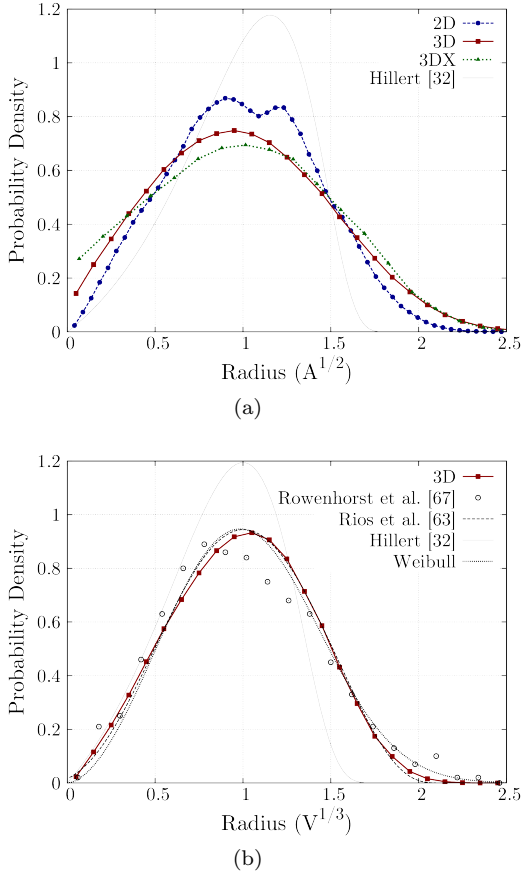 1.2
1
0.8
0.6
0.4
0.2
0
Probability Density
2D
3D
3DX
Hillert [32]
0 0.5 1 1.5 2 2.5
Radius (A^{1/2})
(a)
1.2
1
0.8
0.6
0.4
0.2
0
Probability Density
3D
Rowenhorst et al. [67]
Rios et al. [63]
Hillert [32]
Weibull
0 0.5 1 1.5 2 2.5
Radius (V^{1/3})
(b)